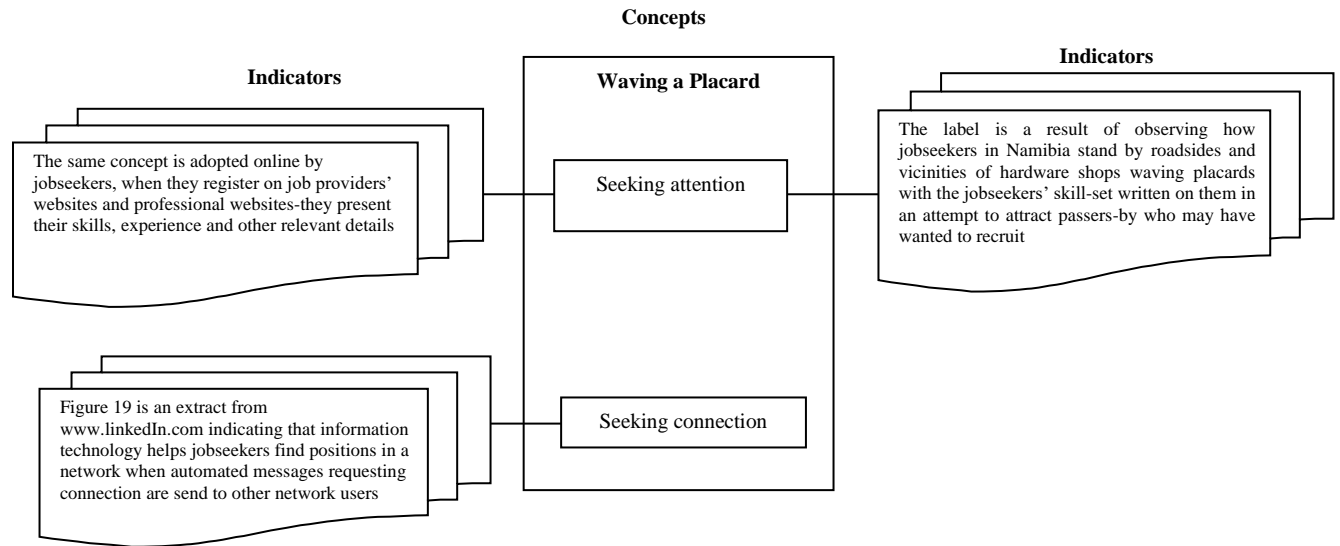 Concepts
Indicators
The same concept is adopted online by
jobseekers, when they register on job providers’
websites and professional websites-they present
their skills, experience and other relevant details
Figure 19 is an extract from
www.linkedIn.com indicating that information
technology helps jobseekers find positions in a
network when automated messages requesting
connection are send to other network users
Waving a Placard
Seeking attention
Seeking connection
Indicators
The label is a result of observing how
jobseekers in Namibia stand by roadsides and
vicinities of hardware shops waving placards
with the jobseekers’ skill-set written on them in
an attempt to attract passers-by who may have
wanted to recruit